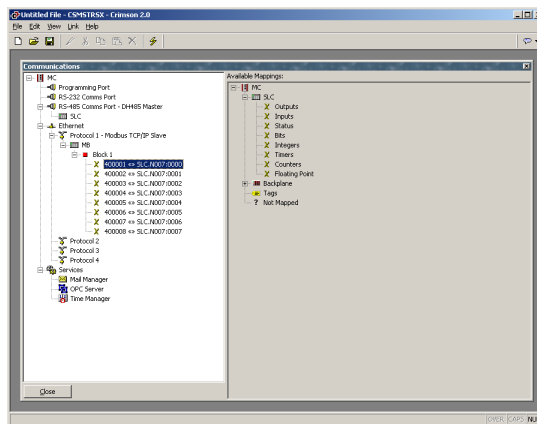 Untitled File - CSMSTRSX - Crimson 2.0
File Edit View Link Help
Communications
MC
Programming Port
RS-232 Comms Port
RS-485 Comms Port - DH485 Master
SLC
Ethernet
Protocol 1 - Modbus TCP/IP Slave
MB
Block 1
400001 <=> SLC.N007:0000
400002 <=> SLC.N007:0001
400003 <=> SLC.N007:0002
400004 <=> SLC.N007:0003
400005 <=> SLC.N007:0004
400006 <=> SLC.N007:0005
400007 <=> SLC.N007:0006
400008 <=> SLC.N007:0007
Protocol 2
Protocol 3
Protocol 4
Services
Mail Manager
OPC Server
Time Manager
Close
Available Mappings:
MC
SLC
Outputs
Inputs
Status
Bits
Integers
Timers
Counters
Floating Point
Backplane
Tags
Not Mapped
OVER CAPS NU